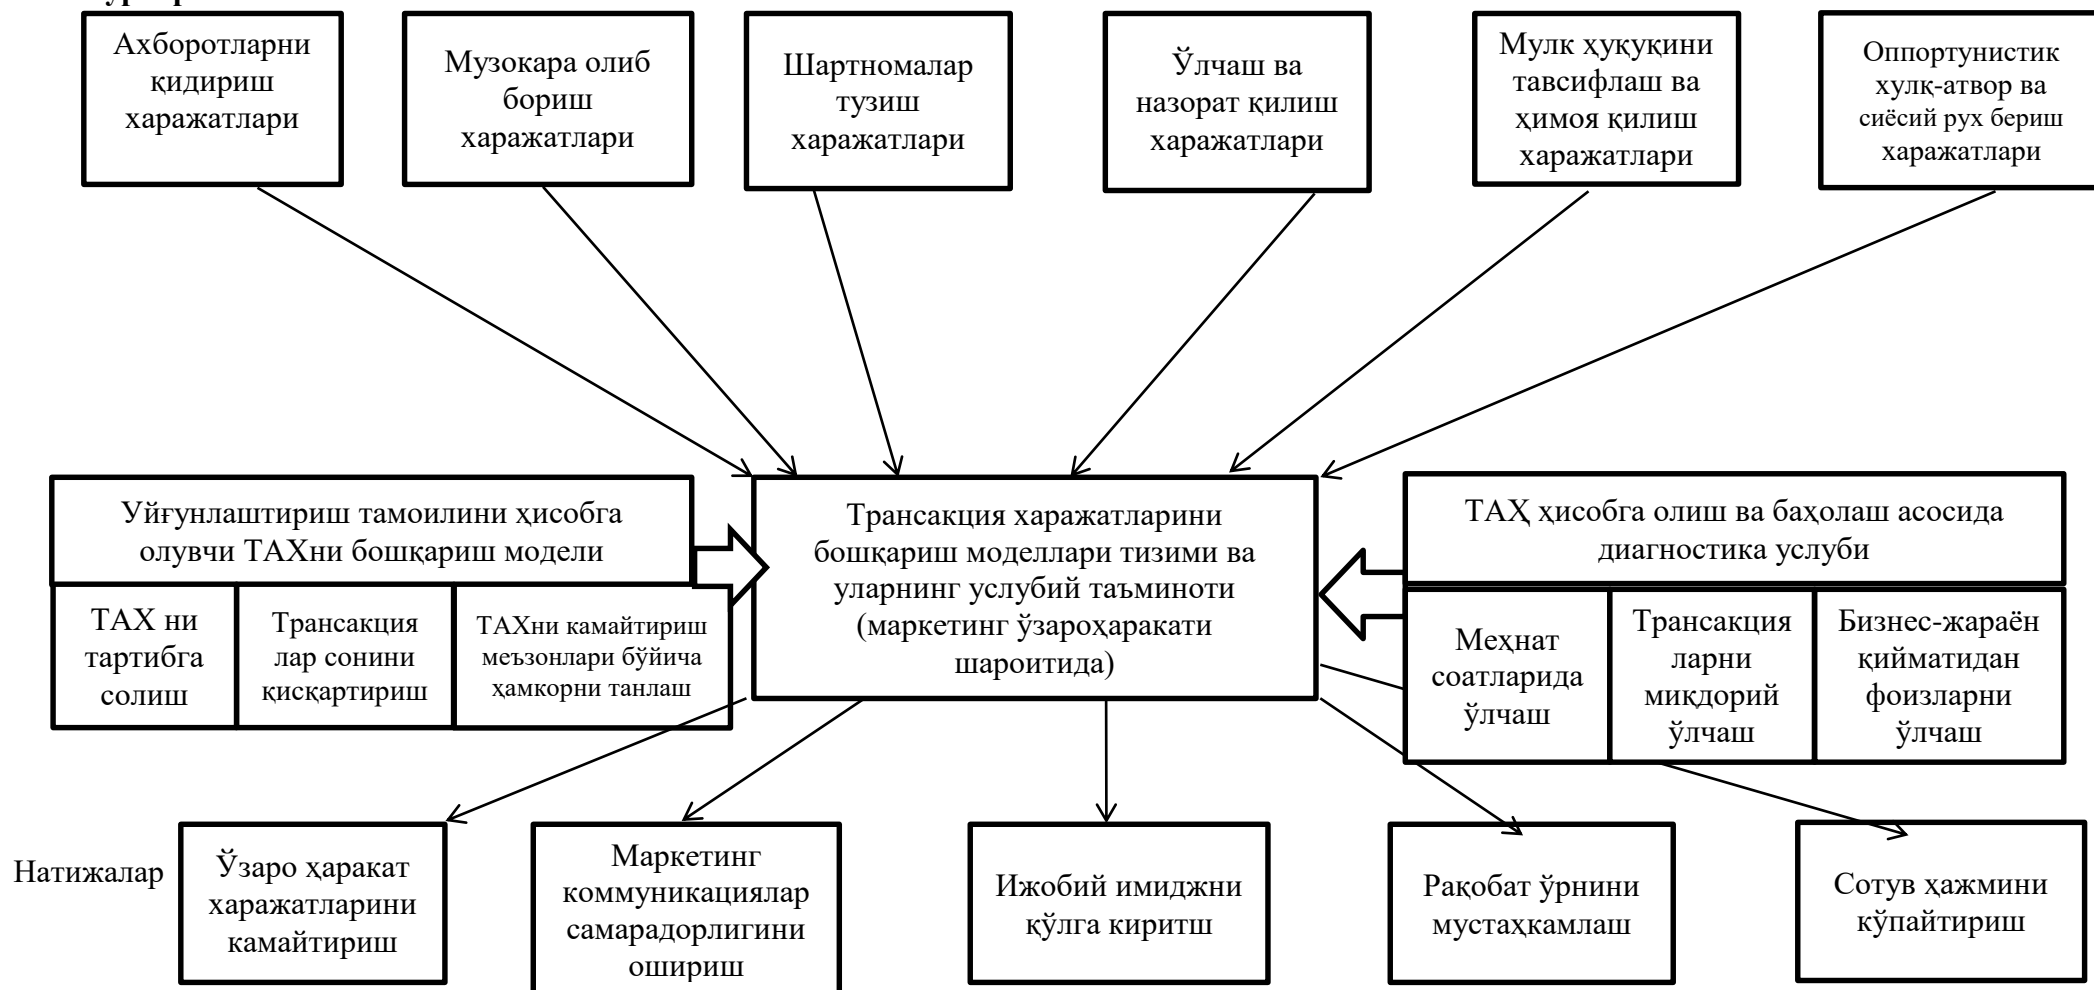 Ахборотларни
қидириш
харажатлари
Музокара олиб
бориш
харажатлари
Шартномалар
тузиш
харажатлари
Ўлчаш ва
назорат қилиш
харажатлари
Мулк ҳуқуқини
тавсифлаш ва
ҳимоя қилиш
харажатлари
Оппортунистик
хулқ-атвор ва
сиёсий рух бериш
харажатлари
Уйғунлаштириш тамоилини ҳисобга
олувчи ТАХни бошқариш модели
ТАХ ни
тартибга
солиш
Трансакция
лар сонини
қисқартириш
ТАХни камайтириш
меъзонлари бўйича
ҳамкорни танлаш
Трансакция харажатларини
бошқариш моделлари тизими ва
уларнинг услубий таъминоти
(маркетинг ўзароҳаракати
шароитида)
ТАҲ ҳисобга олиш ва баҳолаш асосида
диагностика услуби
Меҳнат
соатларида
ўлчаш
Трансакция
ларни
миқдорий
ўлчаш
Бизнес-жараён
қийматидан
фоизларни
ўлчаш
Натижалар
Ўзаро ҳаракат
харажатларини
камайтириш
Маркетинг
коммуникациялар
самарадорлигини
ошириш
Ижобий имиджни
қўлга киритш
Рақобат ўрнини
мустаҳкамлаш
Сотув ҳажмини
кўпайтириш